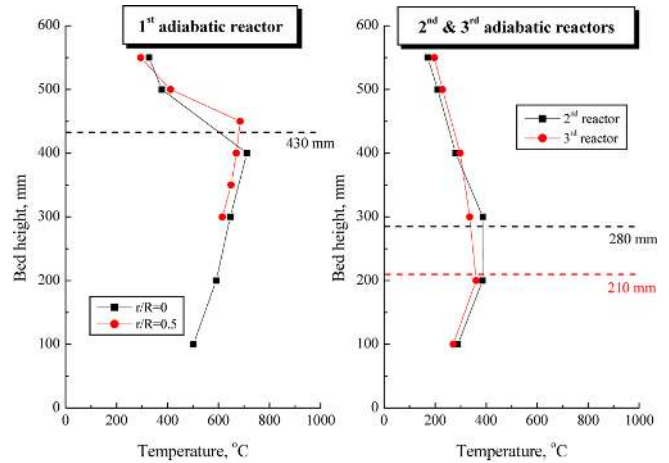 1st adiabatic reactor
600
500
400
300
200
100
0
Bed height, mm
430 mm
r/R=0
r/R=0.5
0 200 400 600 800 1000
Temperature, °C
2nd & 3rd adiabatic reactors
600
500
400
300
200
100
0
Bed height, mm
2nd reactor
3rd reactor
280 mm
210 mm
0 200 400 600 800 1000
Temperature, °C